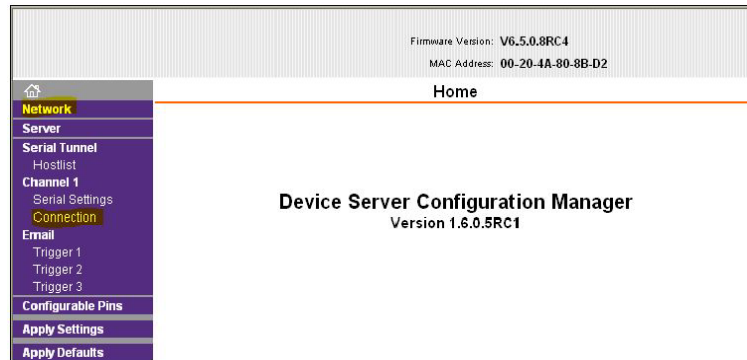 Firmware Version: V6.5.0.8RC4
MAC Address: 00-20-4A-80-8B-D2
Home
Network
Server
Serial Tunnel
Hostlist
Channel 1
Serial Settings
Connection
Email
Trigger 1
Trigger 2
Trigger 3
Configurable Pins
Apply Settings
Apply Defaults
Device Server Configuration Manager
Version 1.6.0.5RC1